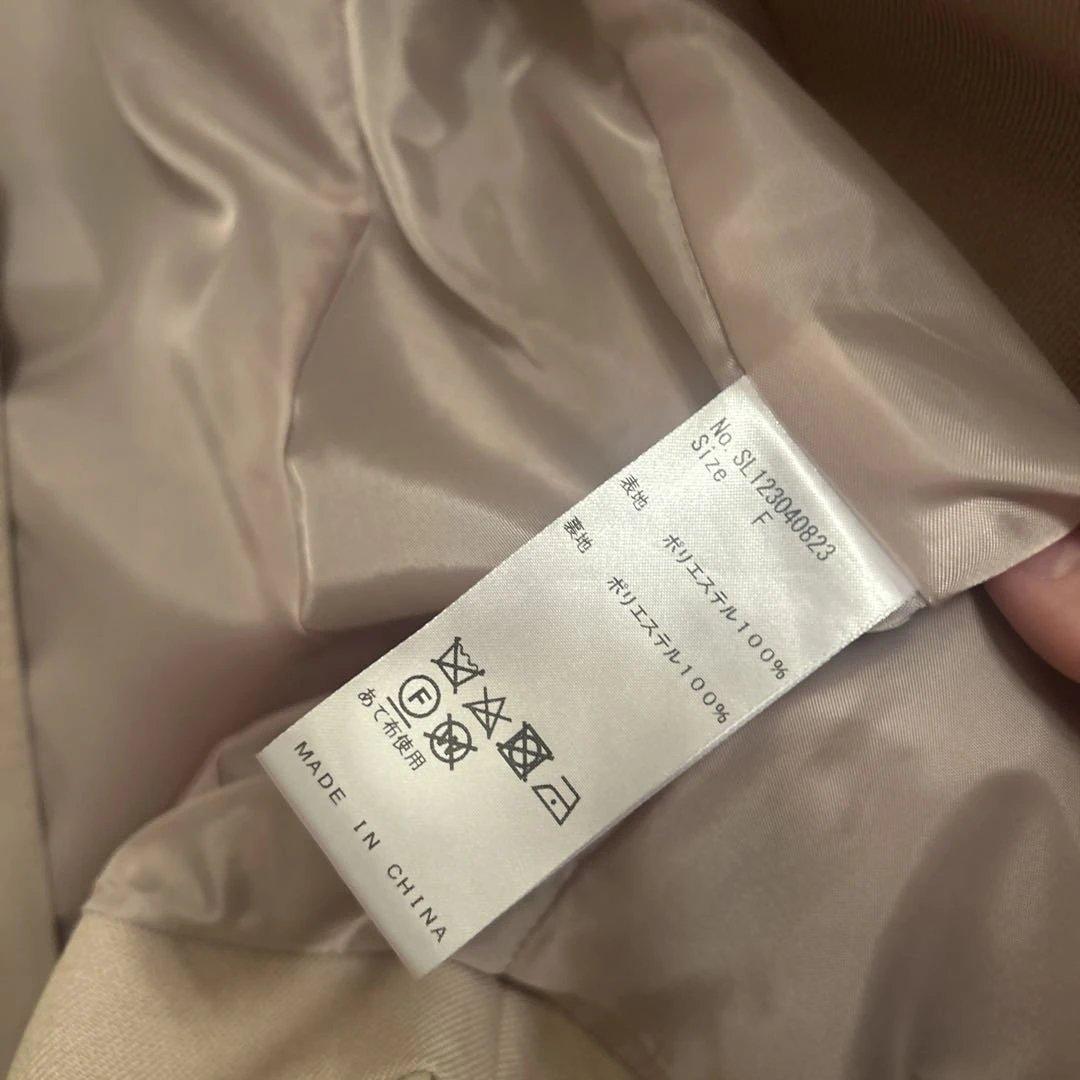 No. SL123040823
Size F
表地 ポリエステル100%
裏地 ポリエステル100%
F W
あて布使用
MADE IN CHINA